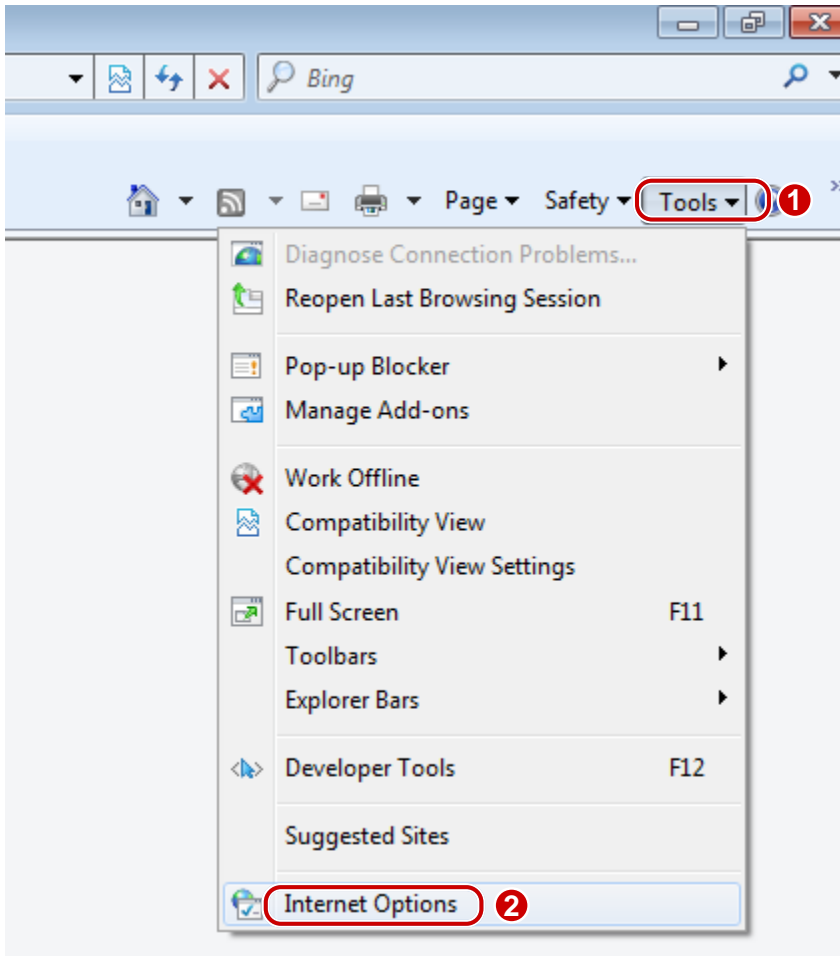 Bing
Page Safety Tools 1
Diagnose Connection Problems...
Reopen Last Browsing Session
Pop-up Blocker
Manage Add-ons
Work Offline
Compatibility View
Compatibility View Settings
Full Screen F11
Toolbars
Explorer Bars
Developer Tools F12
Suggested Sites
Internet Options 2